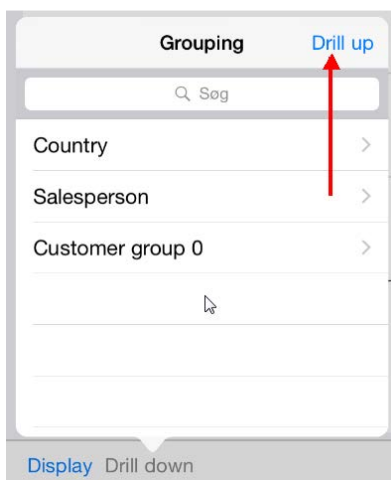 Grouping Drill up
Søg
Country
Salesperson
Customer group 0
Display Drill down